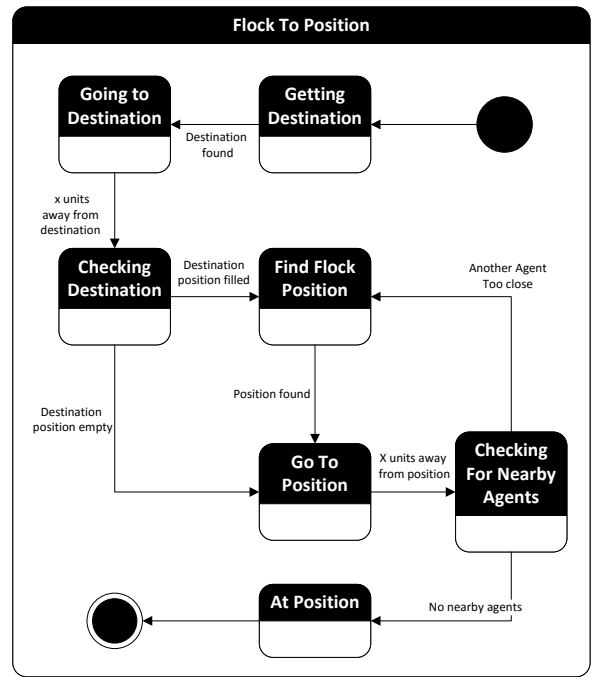 Flock To Position
Going to
Destination
Getting
Destination
Destination
found
x units
away from
destination
Checking
Destination
Destination
position filled
Find Flock
Position
Another Agent
Too close
Destination
position empty
Position found
Go To
Position
X units away
from position
Checking
For Nearby
Agents
At Position
No nearby agents